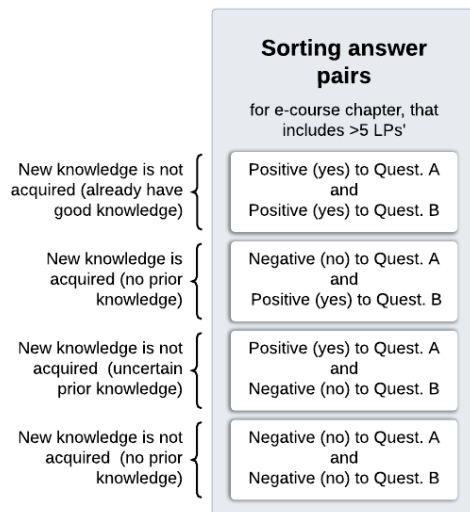 Sorting answer
pairs
for e-course chapter, that
includes >5 LPs'
New knowledge is not
acquired (already have
good knowledge)
Positive (yes) to Quest. A
and
Positive (yes) to Quest. B
New knowledge is
acquired (no prior
knowledge)
Negative (no) to Quest. A
and
Positive (yes) to Quest. B
New knowledge is not
acquired (uncertain
prior knowledge)
Positive (yes) to Quest. A
and
Negative (no) to Quest. B
New knowledge is not
acquired (no prior
knowledge)
Negative (no) to Quest. A
and
Negative (no) to Quest. B